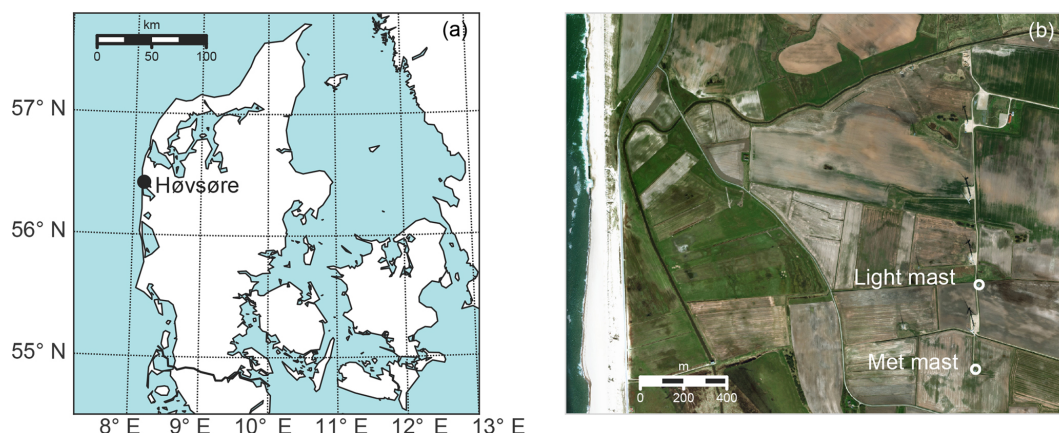 km
(a)
0 50 100
57° N
Høvsøre
56° N
55° N
8° E 9° E 10° E 11° E 12° E 13° E
(b)
Light mast
Met mast
m
0 200 400